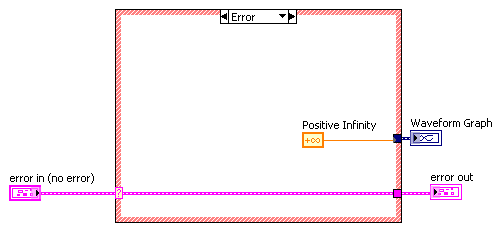 Error
Positive Infinity
+∞
Waveform Graph
error in (no error)
?
error out